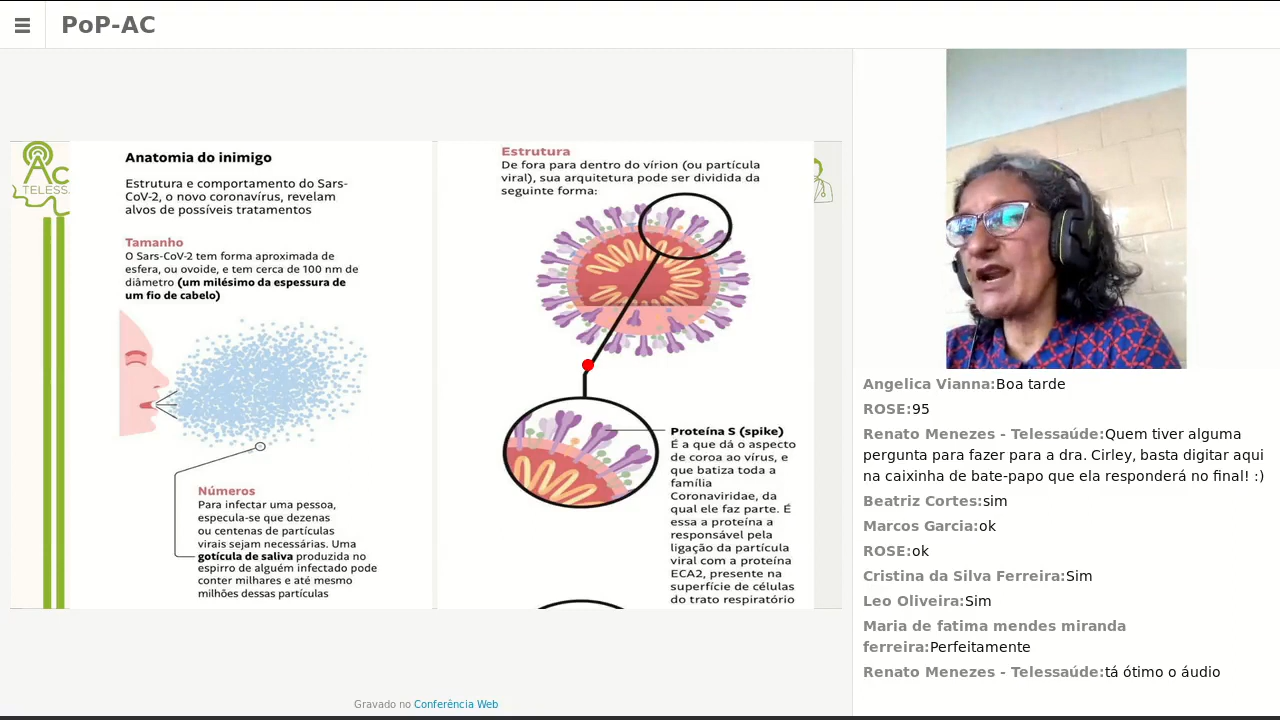 PoP-AC
AC
TELESS
Anatomia do inimigo
Estrutura e comportamento do Sars-
CoV-2, o novo coronavírus, revelam
alvos de possíveis tratamentos
Tamanho
O Sars-CoV-2 tem forma aproximada de
esfera, ou ovoide, e tem cerca de 100 nm de
diâmetro (um milésimo da espessura de
um fio de cabelo)
Números
Para infectar uma pessoa,
especula-se que dezenas
ou centenas de partículas
virais sejam necessárias. Uma
gotícula de saliva produzida no
espirro de alguém infectado pode
conter milhares e até mesmo
milhões dessas partículas
Estrutura
De fora para dentro do vírion (ou partícula
viral), sua arquitetura pode ser dividida da
seguinte forma:
Proteína S (spike)
É a que dá o aspecto
de coroa ao vírus, e
que batiza toda a
família
Coronaviridae, da
qual ele faz parte. É
essa a proteína a
responsável pela
ligação da partícula
viral com a proteína
ECA2, presente na
superfície de células
do trato respiratório
Gravado no Conferência Web
Angelica Vianna:Boa tarde
ROSE:95
Renato Menezes - Telessaúde:Quem tiver alguma
pergunta para fazer para a dra. Cirley, basta digitar aqui
na caixinha de bate-papo que ela responderá no final! :)
Beatriz Cortes:sim
Marcos Garcia:ok
ROSE:ok
Cristina da Silva Ferreira:Sim
Leo Oliveira:Sim
Maria de fatima mendes miranda
ferreira:Perfeitamente
Renato Menezes - Telessaúde:tá ótimo o áudio